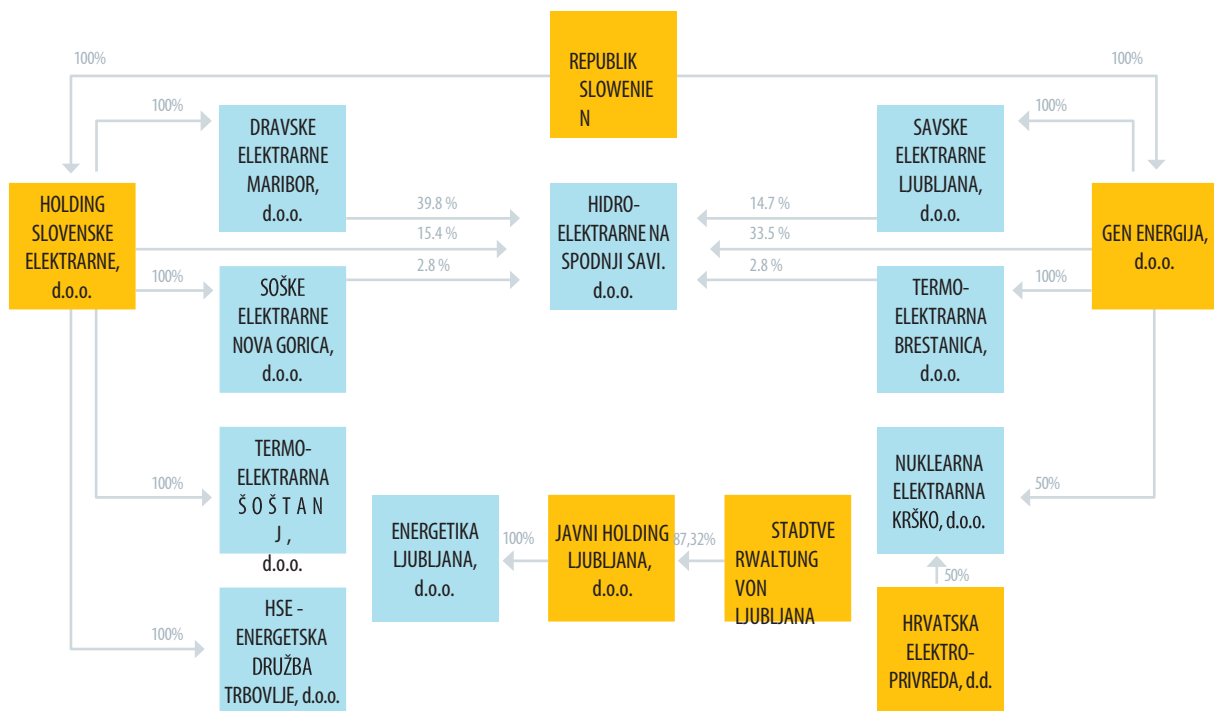 REPUBLIK
SLOWENIE
N
100%
100%
100%
100%
DRAVSKE
ELEKTRARNE
MARIBOR,
d.o.o.
SAVSKE
ELEKTRARNE
LJUBLJANA,
d.o.o.
HOLDING
SLOVENSKE
ELEKTRARNE,
d.o.o.
39.8 %
15.4 %
2.8 %
HIDRO-
ELEKTRARNE NA
SPODNJI SAVI.
d.o.o.
14.7 %
33.5 %
2.8 %
GEN ENERGIJA,
d.o.o.
100%
SOŠKE
ELEKTRARNE
NOVA GORICA,
d.o.o.
TERMO-
ELEKTRARNA
BRESTANICA,
d.o.o.
100%
100%
TERMO-
ELEKTRARNA
Š O Š T A N
J ,
d.o.o.
ENERGETIKA
LJUBLJANA,
d.o.o.
100%
JAVNI HOLDING
LJUBLJANA,
d.o.o.
87,32%
STADTVE
RWALTUNG
VON
LJUBLJANA
NUKLEARNA
ELEKTRARNA
KRŠKO, d.o.o.
50%
50%
100%
HSE -
ENERGETSKA
DRUŽBA
TRBOVLJE, d.o.o.
HRVATSKA
ELEKTRO-
PRIVREDA, d.d.